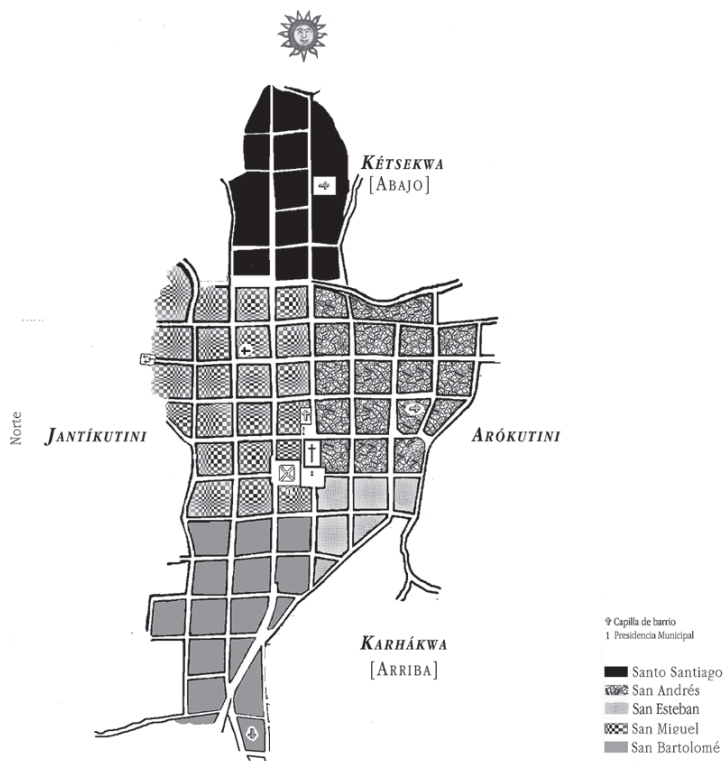 KÉTSEKWA
[ABAJO]
Norte
JANTÍKUTINI
ARÓKUTINI
KARHÁKWA
[ARRIBA]
Capilla de barrio
1 Presidencia Municipal
Santo Santiago
San Andrés
San Esteban
San Miguel
San Bartolomé